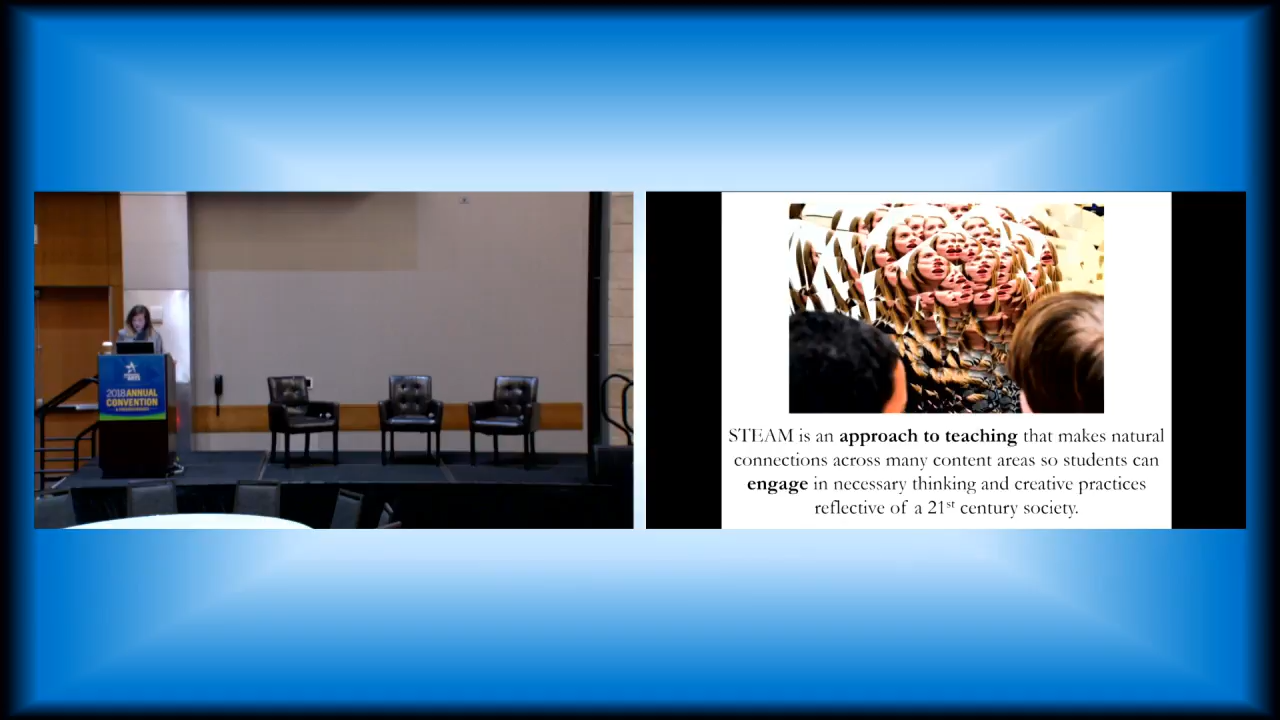 2018 ANNUAL
CONVENTION
STEAM is an approach to teaching that makes natural
connections across many content areas so students can
engage in necessary thinking and creative practices
reflective of a 21st century society.